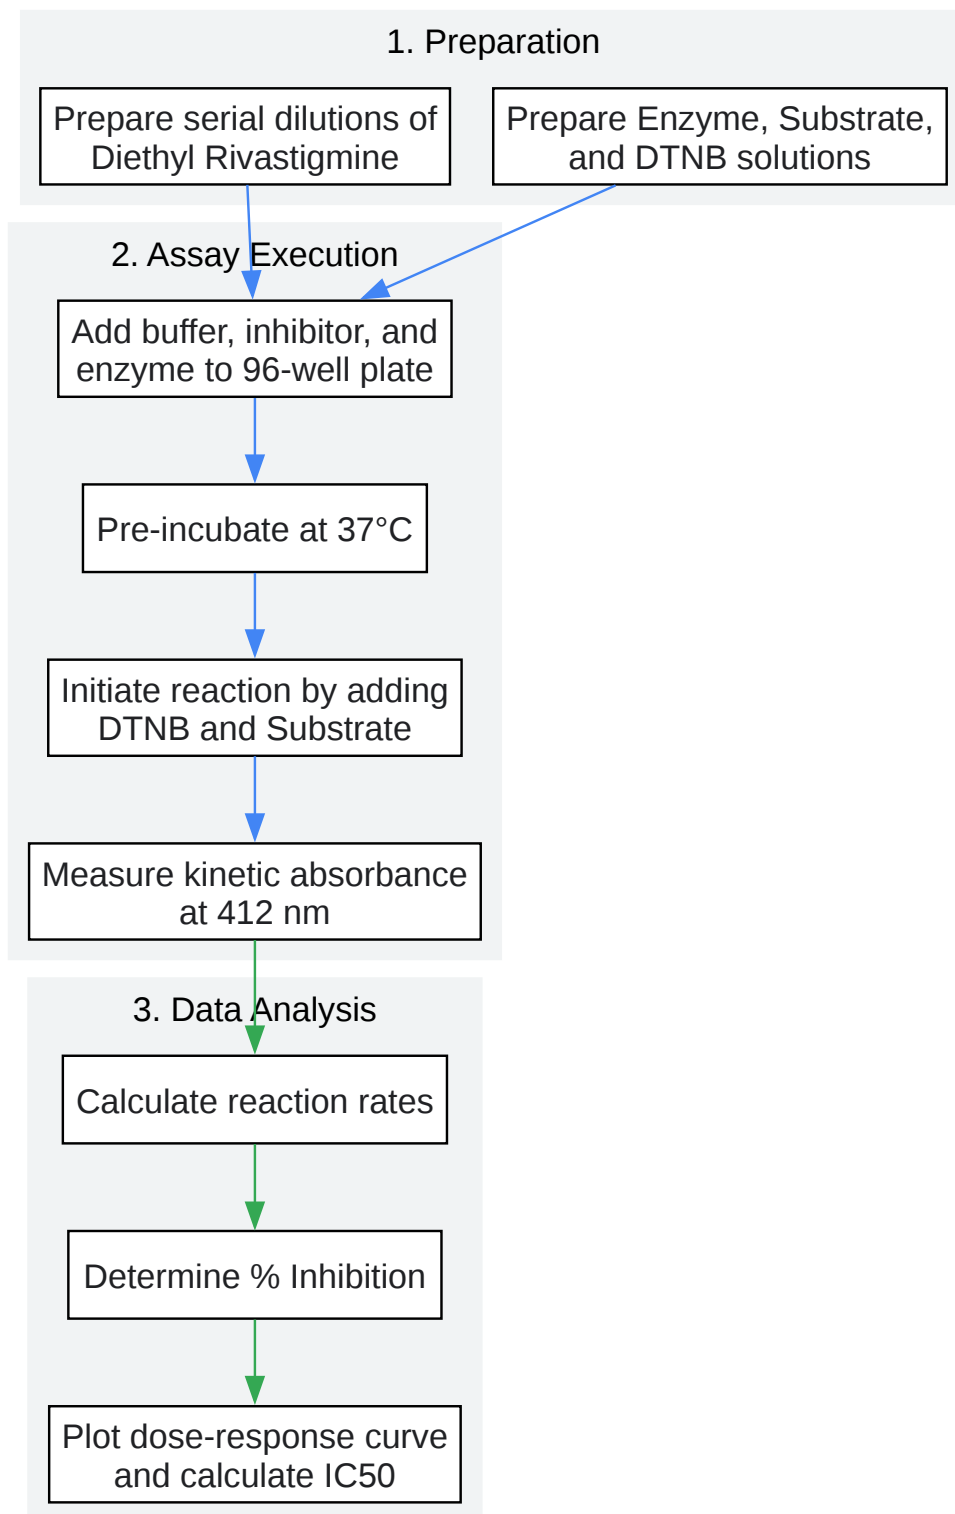 1. Preparation
Prepare serial dilutions of
Diethyl Rivastigmine
Prepare Enzyme, Substrate,
and DTNB solutions
2. Assay Execution
Add buffer, inhibitor, and
enzyme to 96-well plate
Pre-incubate at 37°C
Initiate reaction by adding
DTNB and Substrate
Measure kinetic absorbance
at 412 nm
3. Data Analysis
Calculate reaction rates
Determine % Inhibition
Plot dose-response curve
and calculate IC50